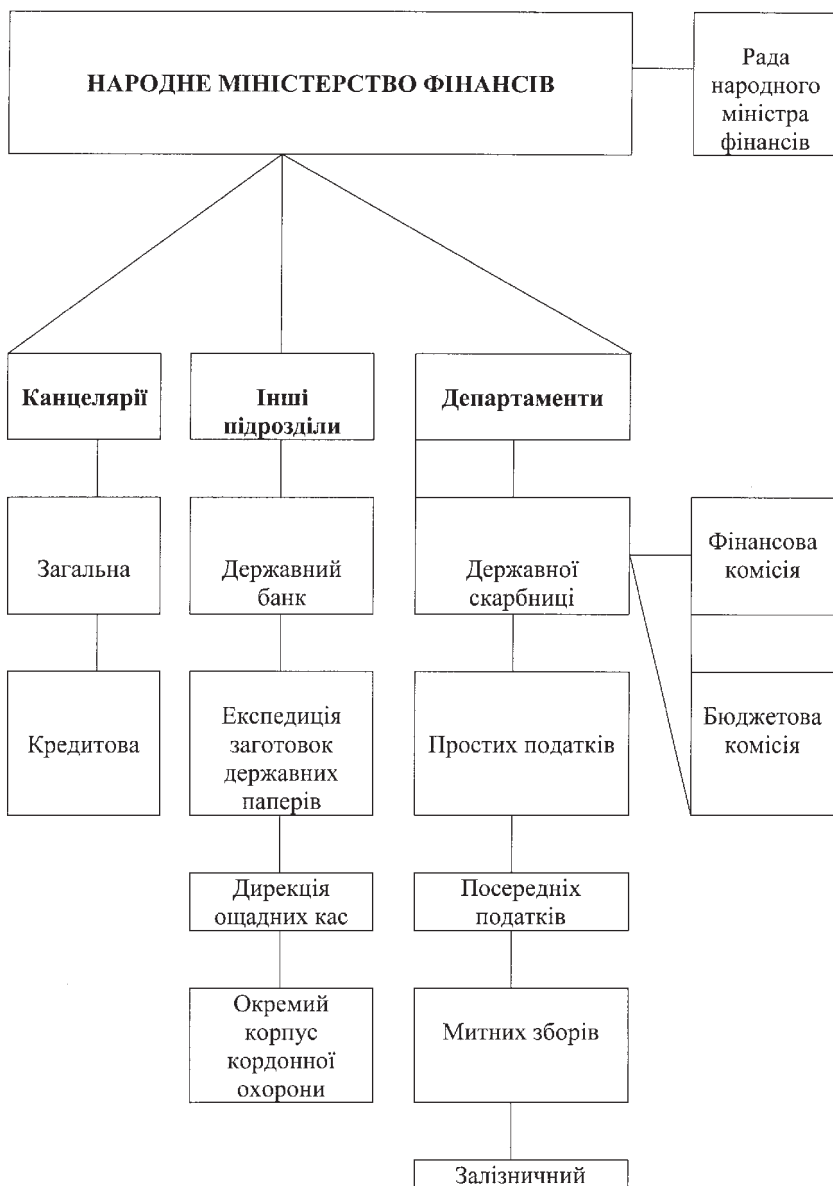 НАРОДНЕ МІНІСТЕРСТВО ФІНАНСІВ
Рада
народного
міністра
фінансів
Канцелярії
Інші
підрозділи
Департаменти
Загальна
Державний
банк
Державної
скарбниці
Фінансова
комісія
Кредитова
Експедиція
заготовок
державних
паперів
Простих податків
Бюджетова
комісія
Дирекція
ощадних кас
Посередніх
податків
Окремий
корпус
кордонної
охорони
Митних зборів
Залізничний